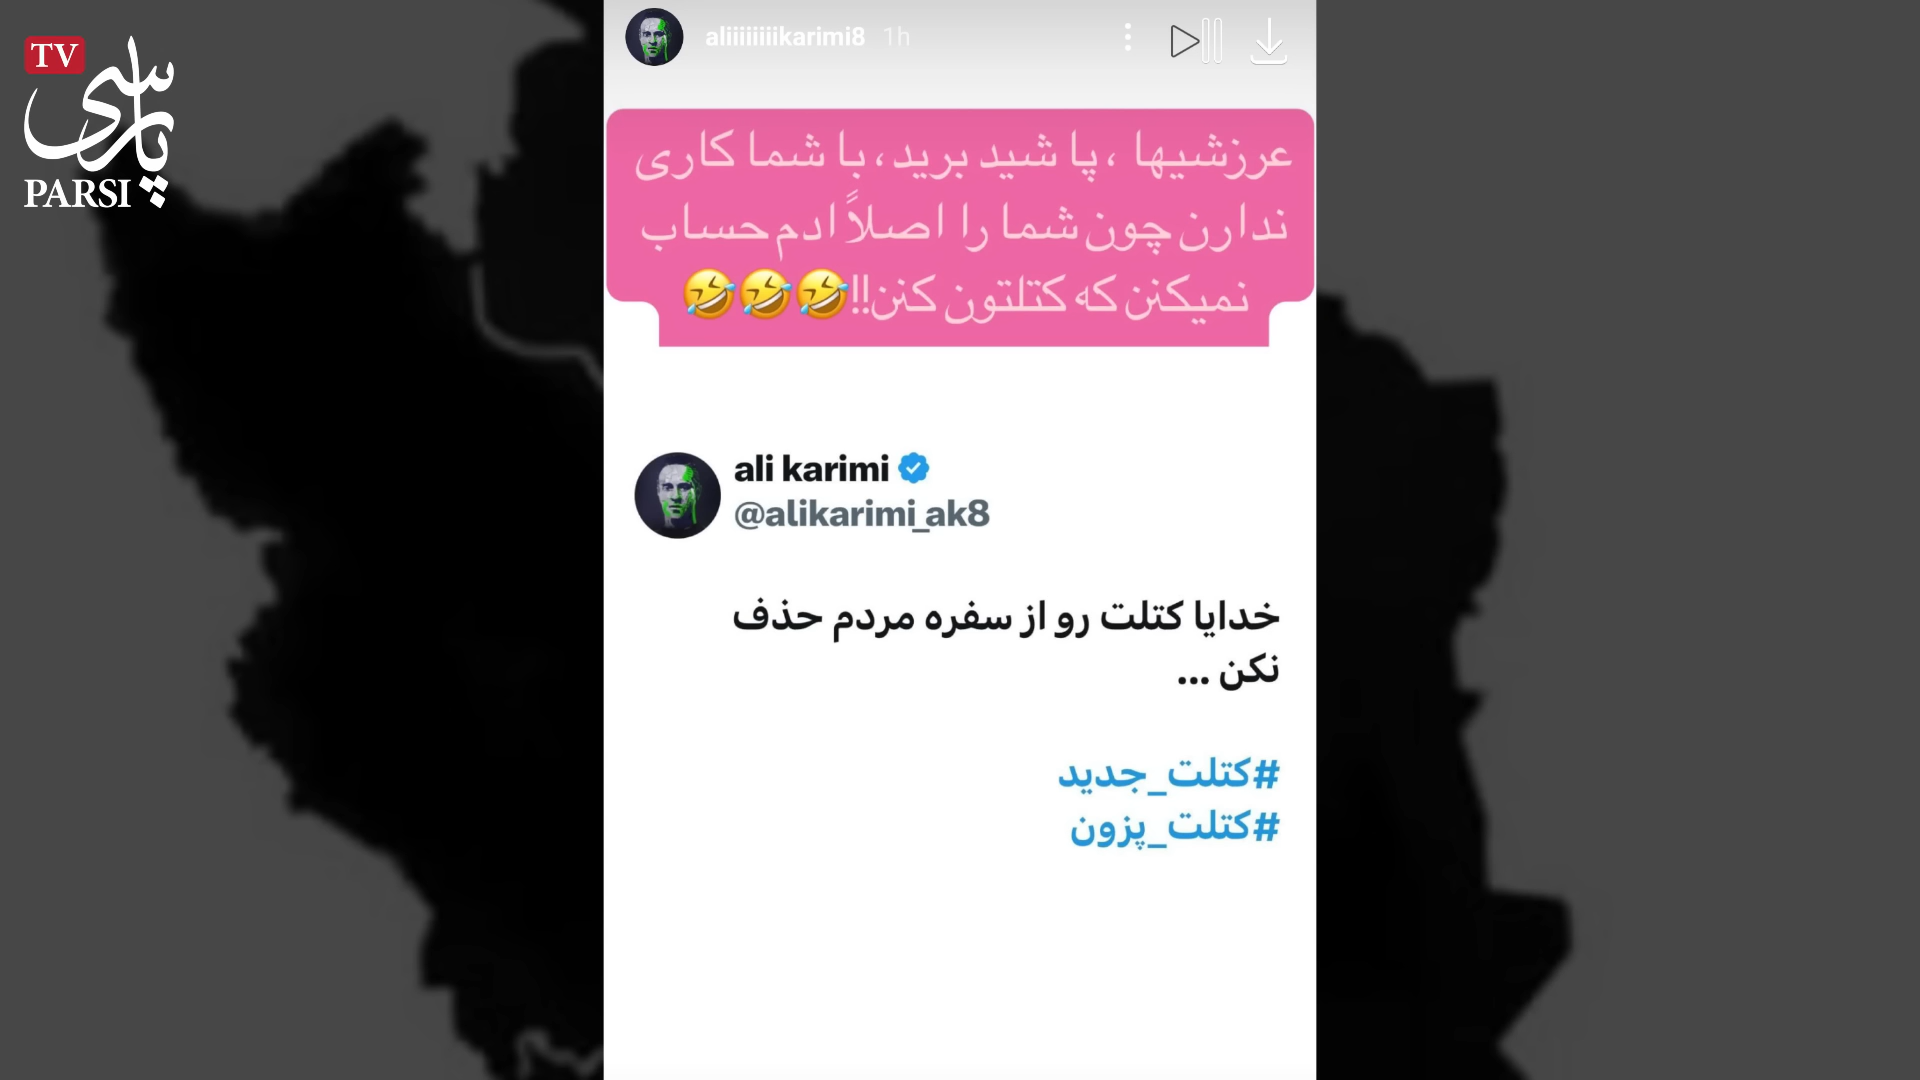 TV
پارسی
PARSI
aliiiiiiiiikarimi8 1h
عرزشیها ، پا شید برید، با شما کاری
ندارن چون شما را اصلاً ادم حساب
نمیکنن که کتلتون کنن!!🤣🤣🤣
ali karimi
@alikarimi_ak8
خدایا کتلت رو از سفره مردم حذف
نکن ...
#کتلت_جدید
#کتلت_پزون